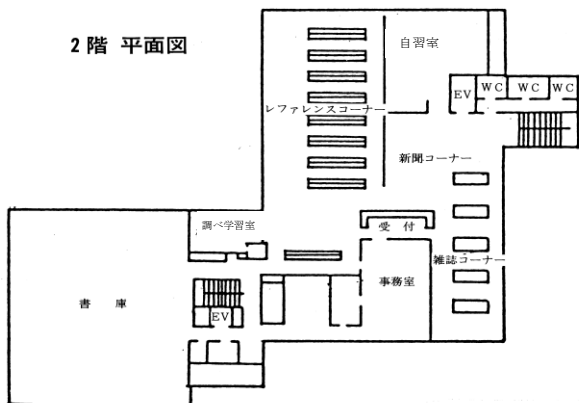 2階 平面図
自習室
EV
WC
WC
WC
レファレンスコーナー
新聞コーナー
調べ学習室
受付
雑誌コーナー
事務室
書庫
EV